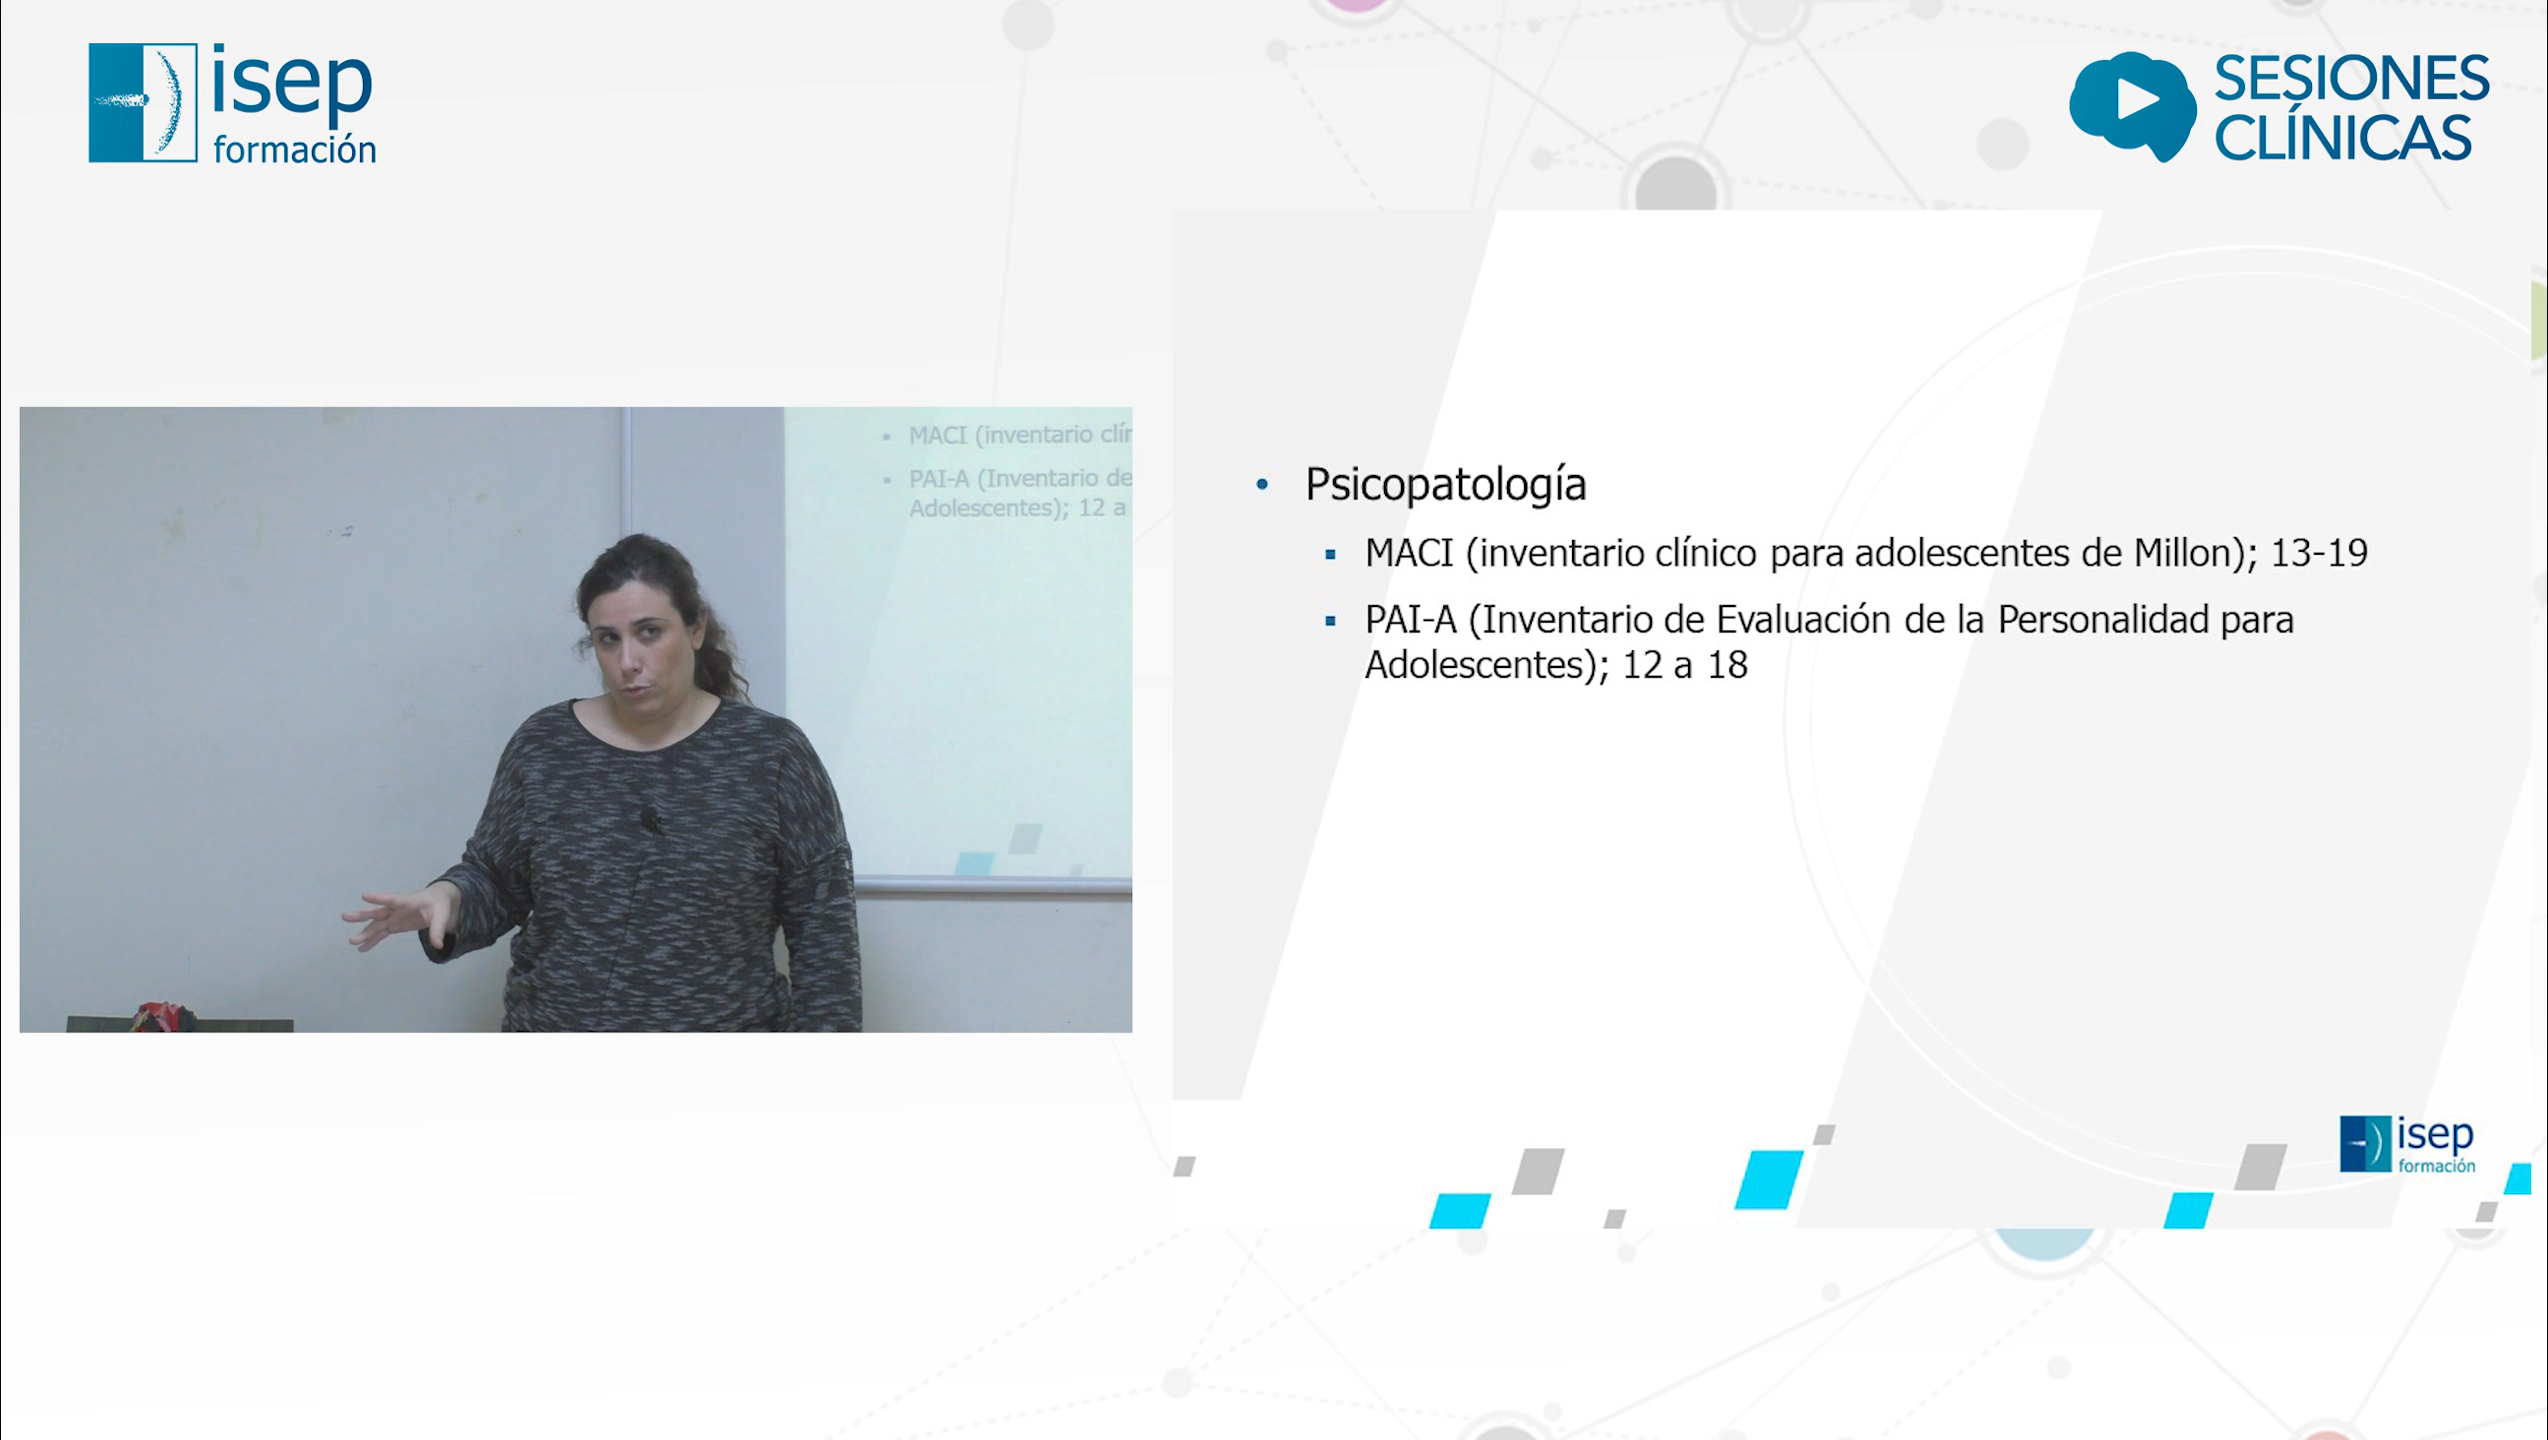 isep
formación
SESIONES
CLÍNICAS
MACI (inventario clín
PAI-A (Inventario de
Adolescentes); 12 a
• Psicopatología
▪ MACI (inventario clínico para adolescentes de Millon); 13-19
▪ PAI-A (Inventario de Evaluación de la Personalidad para
Adolescentes); 12 a 18
isep
formación